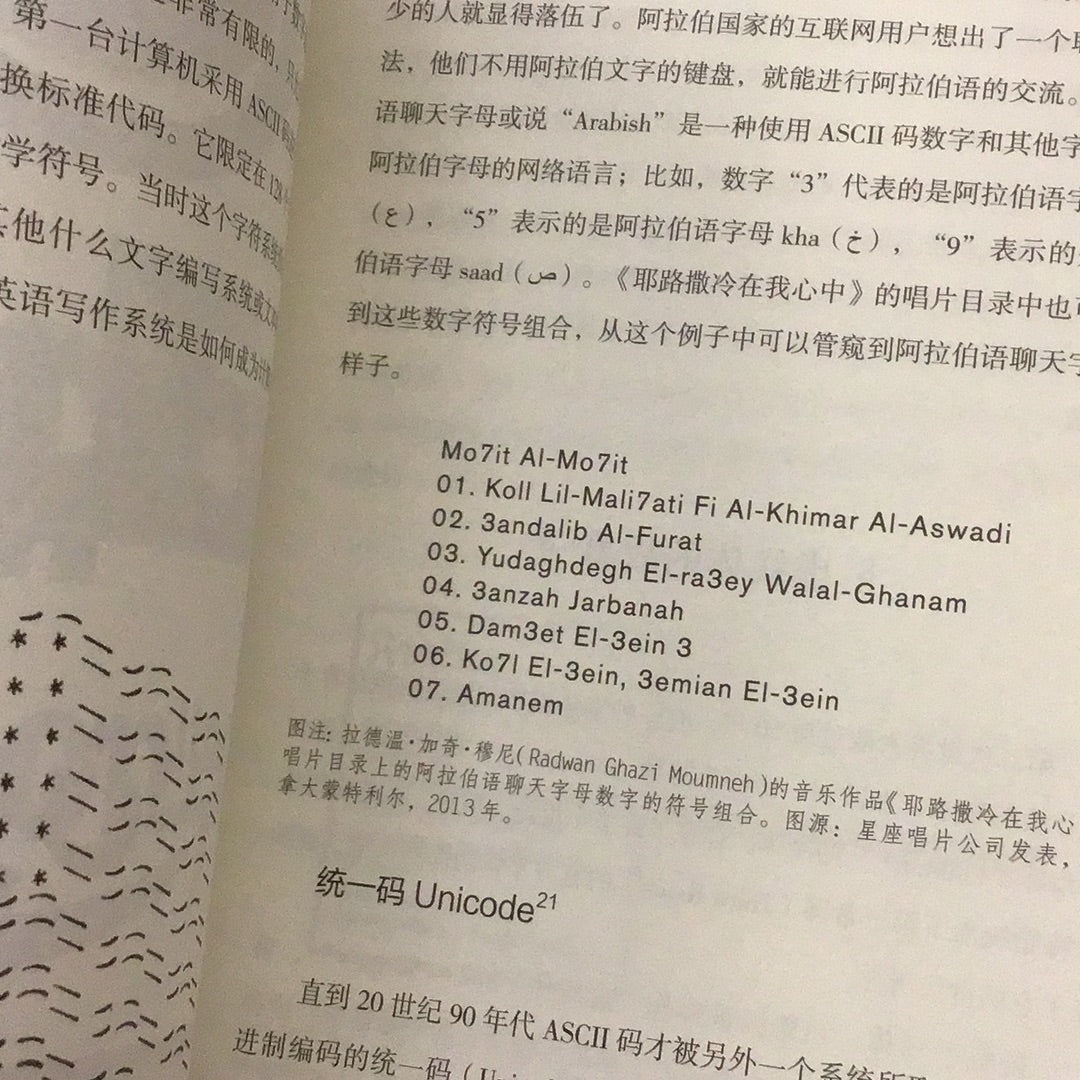 非常有限的，
第一台计算机采用 ASCII
换标准代码。它限定在 128
学符号。当时这个字符系统
其他什么文字编写系统或文
英语写作系统是如何成为计
少的人就显得落伍了。阿拉伯国家的互联网用户想出了一个
法，他们不用阿拉伯文字的键盘，就能进行阿拉伯语的交流。
语聊天字母或说“Arabish”是一种使用 ASCII 码数字和其他字
阿拉伯字母的网络语言；比如，数字“3”代表的是阿拉伯语字
（ع），“5”表示的是阿拉伯语字母 kha（خ），“9”表示的
伯语字母 saad（ص）。《耶路撒冷在我心中》的唱片目录中也可
到这些数字符号组合，从这个例子中可以管窥到阿拉伯语聊天字
样子。
Mo7it Al-Mo7it
01. Koll Lil-Mali7ati Fi Al-Khimar Al-Aswadi
02. 3andalib Al-Furat
03. Yudaghdegh El-ra3ey Walal-Ghanam
04. 3anzah Jarbanah
05. Dam3et El-3ein 3
06. Ko7l El-3ein, 3emian El-3ein
07. Amanem
图注：拉德温·加奇·穆尼(Radwan Ghazi Moumneh)的音乐作品《耶路撒冷在我心
唱片目录上的阿拉伯语聊天字母数字的符号组合。图源：星座唱片公司发表，
拿大蒙特利尔，2013 年。
统一码 Unicode21
直到 20 世纪 90 年代 ASCII 码才被另外一个系统所
进制编码的统一码（